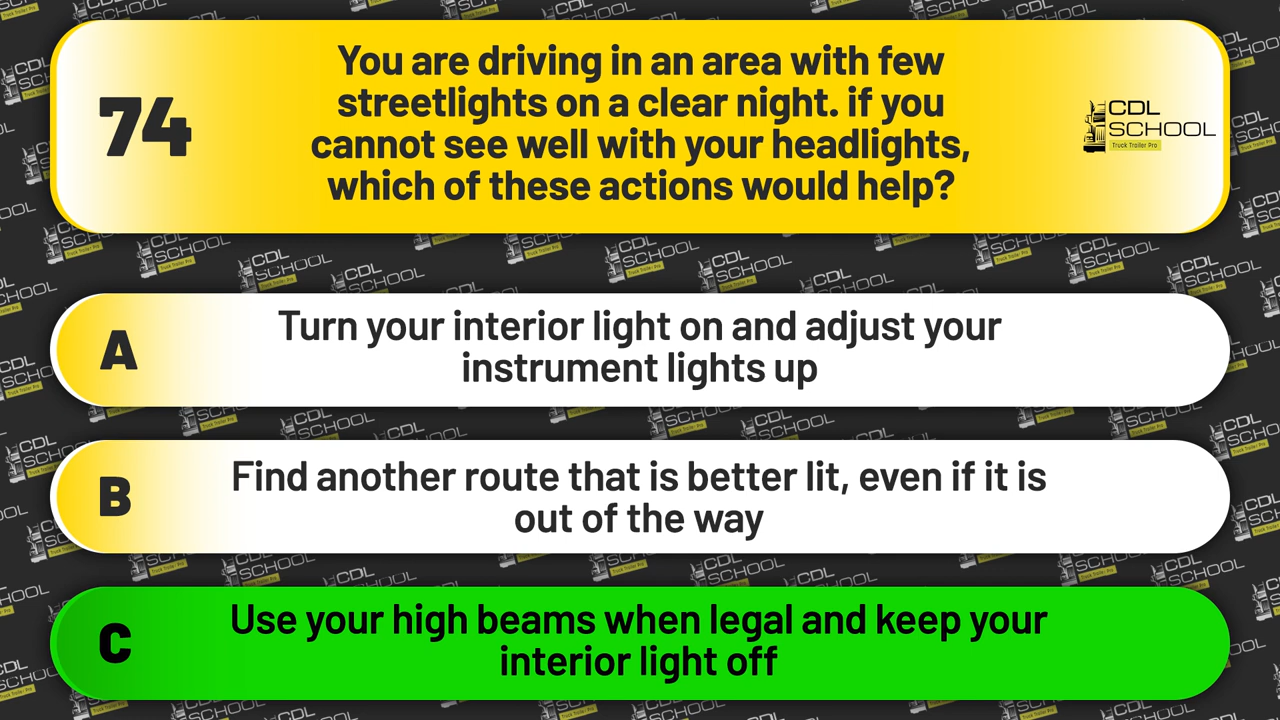 74
You are driving in an area with few
streetlights on a clear night. if you
cannot see well with your headlights,
which of these actions would help?
CDL
SCHOOL
Truck Trailer Pro
A
Turn your interior light on and adjust your
instrument lights up
B
Find another route that is better lit, even if it is
out of the way
C
Use your high beams when legal and keep your
interior light off